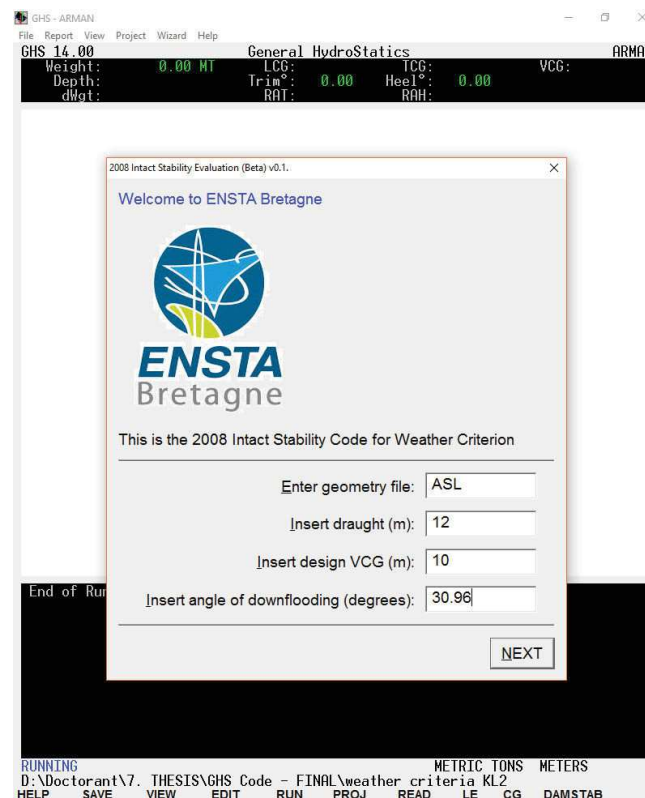 GHS - ARMAN
File Report View Project Wizard Help
GHS 14.00 General HydroStatics ARMA
Weight: 0.00 MT LCG: TCG: VCG:
Depth: Trim°: 0.00 Heel°: 0.00
dWgt: RAT: RAH:
2008 Intact Stability Evaluation (Beta) v0.1.
Welcome to ENSTA Bretagne
ENSTA
Bretagne
This is the 2008 Intact Stability Code for Weather Criterion
Enter geometry file: ASL
Insert draught (m): 12
Insert design VCG (m): 10
End of Run
Insert angle of downflooding (degrees): 30.96
NEXT
RUNNING METRIC TONS METERS
D:\Doctorant\7. THESIS\GHS Code - FINAL\weather criteria KL2
HELP SAVE VIEW EDIT RUN PROJ READ LE CG DAMSTAB